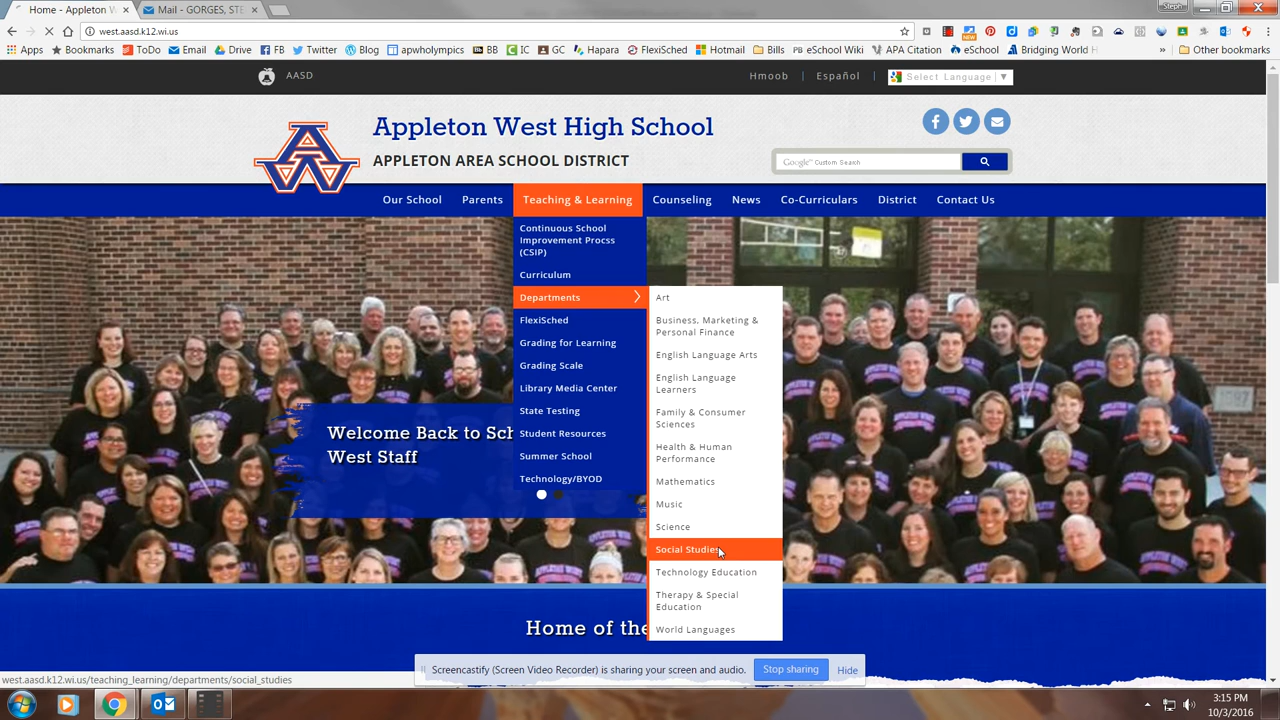 Home - Appleton W
Mail - GORGES, STE
Steph
west.aasd.k12.wi.us
Apps
Bookmarks
ToDo
Email
Drive
FB
Twitter
Blog
apwholympics
BB
IC
GC
Hapara
FlexiSched
Hotmail
Bills
eSchool Wiki
APA Citation
eSchool
Bridging World H
»
Other bookmarks
AASD
Hmoob | Español |
Select Language ▼
Appleton West High School
APPLETON AREA SCHOOL DISTRICT
Google™ Custom Search
Our School
Parents
Teaching & Learning
Counseling
News
Co-Curriculars
District
Contact Us
Continuous School
Improvement Procss
(CSIP)
Curriculum
Departments
FlexiSched
Grading for Learning
Grading Scale
Library Media Center
State Testing
Student Resources
Summer School
Technology/BYOD
Art
Business, Marketing &
Personal Finance
English Language Arts
English Language
Learners
Family & Consumer
Sciences
Health & Human
Performance
Mathematics
Music
Science
Social Studies
Technology Education
Therapy & Special
Education
World Languages
Welcome Back to Sch
West Staff
Home of the
Screencastify (Screen Video Recorder) is sharing your screen and audio.
Stop sharing
Hide
west.aasd.k12.wi.us/teaching_learning/departments/social_studies
3:15 PM
10/3/2016